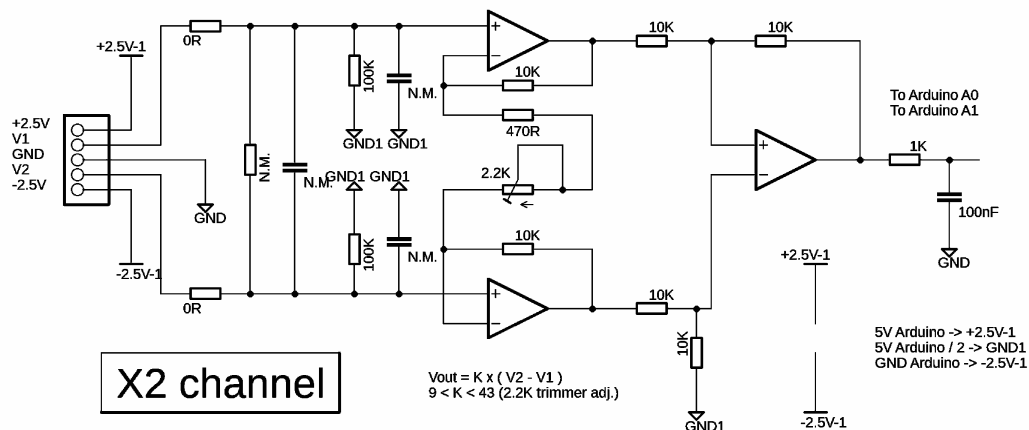 10K
10K
0R
+2.5V-1
100K
10K
N.M.
To Arduino A0
To Arduino A1
+2.5V
V1
GND
V2
-2.5V
GND1
GND1
470R
1K
N.M.
N.M.
GND1
GND1
2.2K
GND
100nF
100K
N.M.
10K
GND
-2.5V-1
+2.5V-1
0R
10K
10K
5V Arduino -> +2.5V-1
5V Arduino / 2 -> GND1
GND Arduino -> -2.5V-1
X2 channel
Vout = K x ( V2 - V1 )
9 < K < 43 (2.2K trimmer adj.)
GND1
-2.5V-1